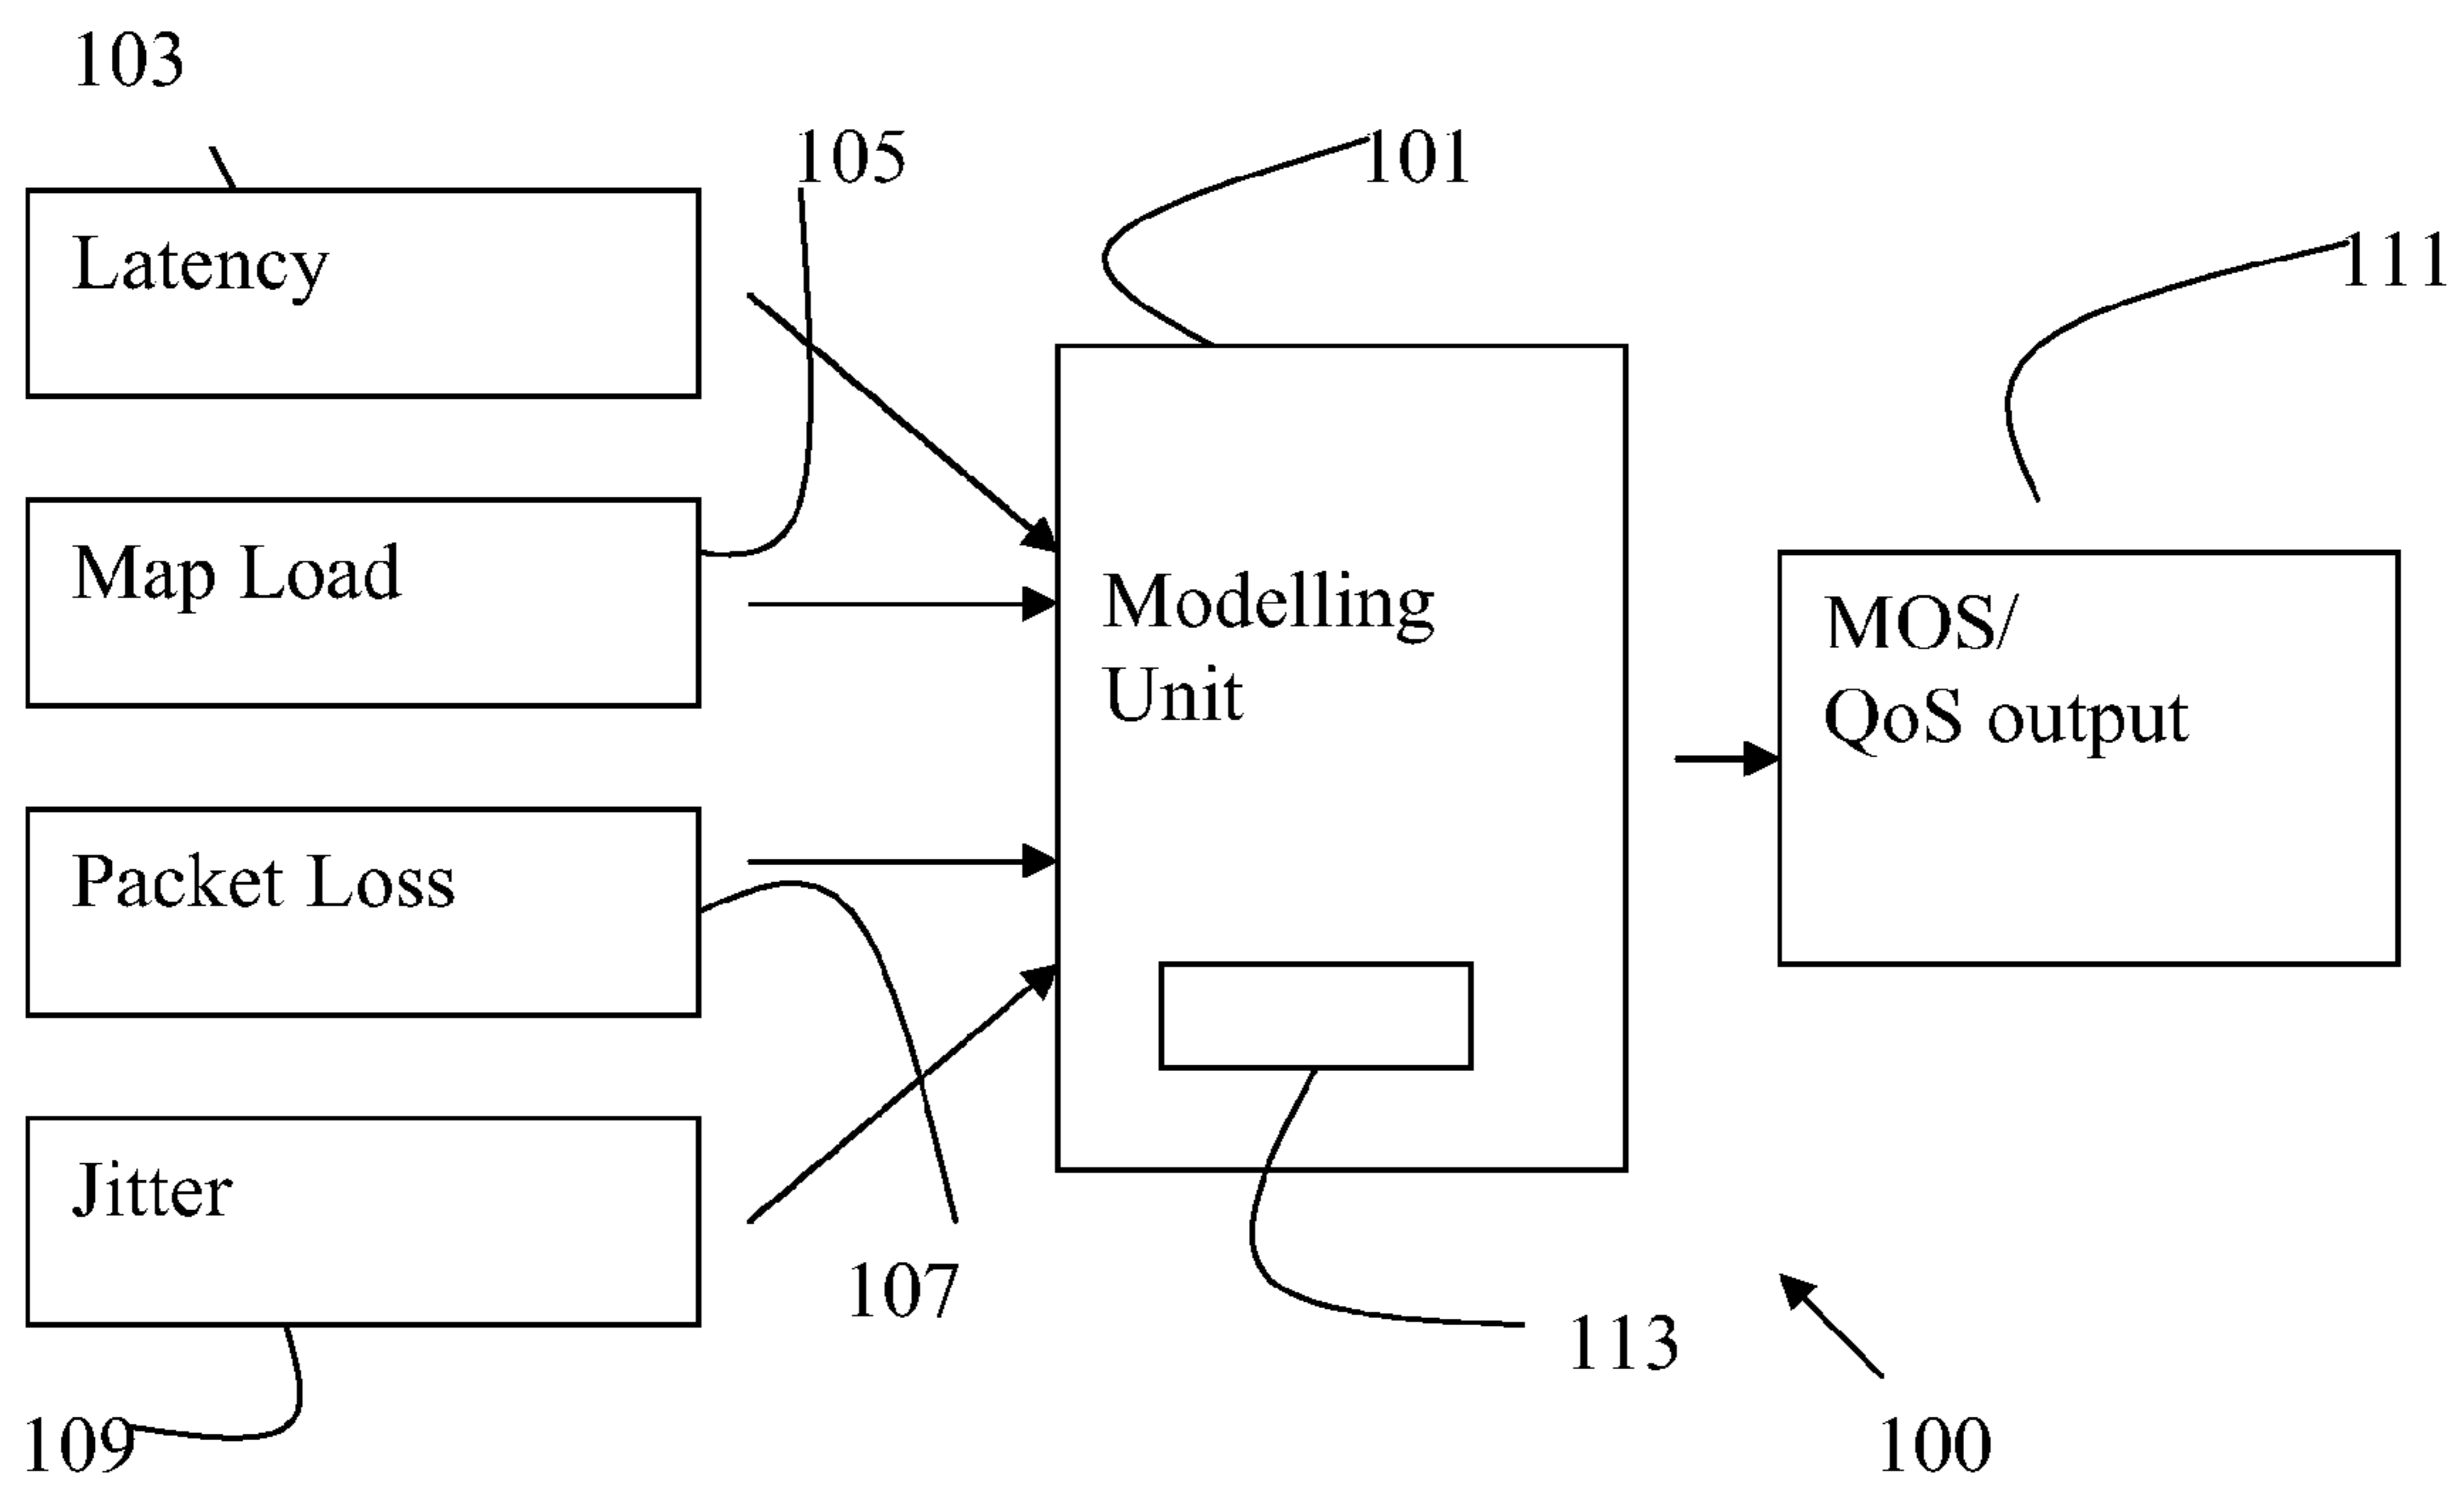 103
105
101
111
Latency
Map Load
Modelling
Unit
MOS/
QoS output
Packet Loss
Jitter
107
113
109
100